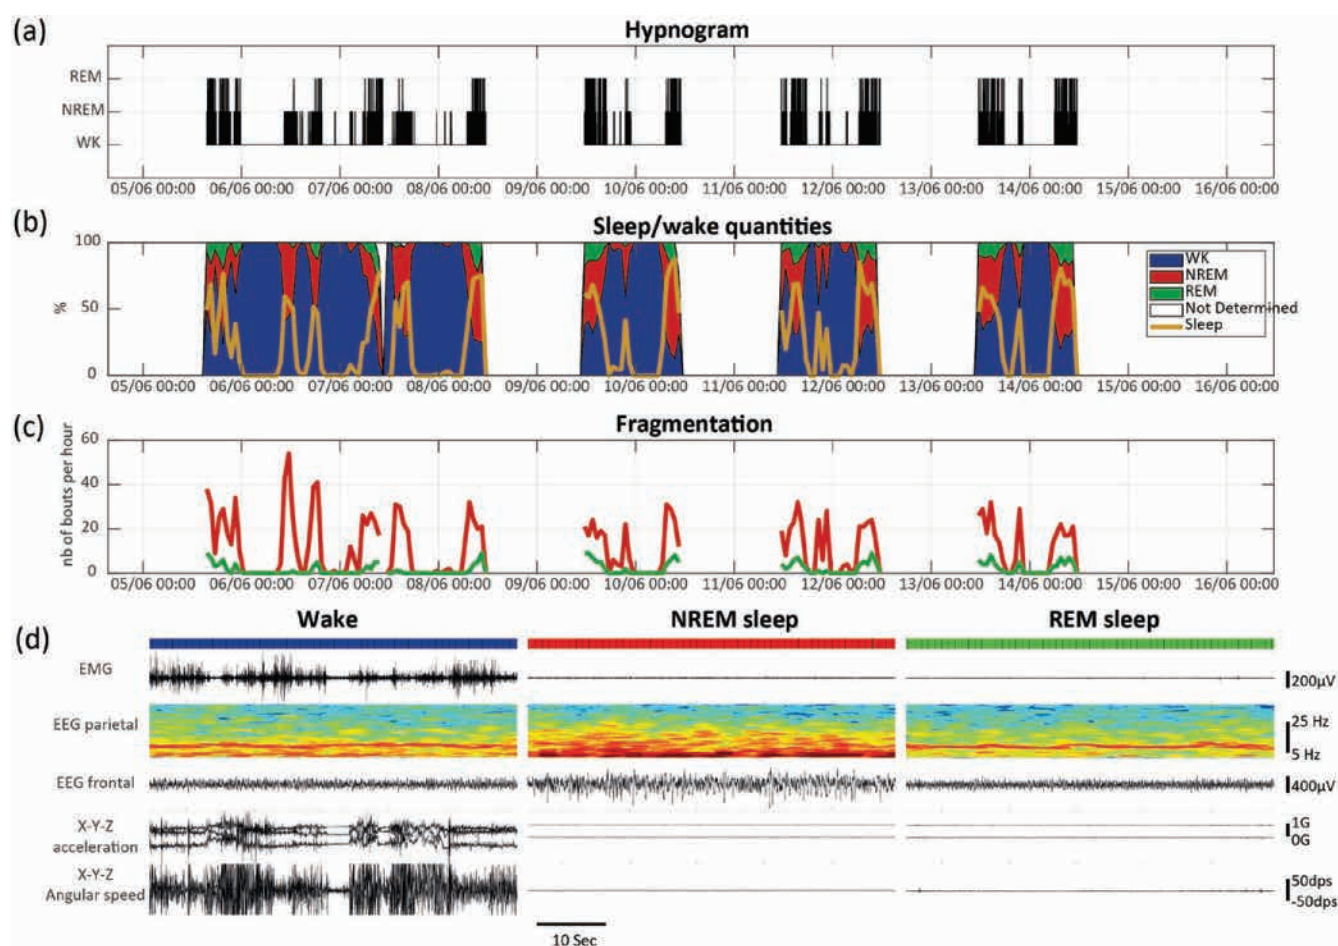 (a)
Hypnogram
REM
NREM
WK
05/06 00:00 06/06 00:00 07/06 00:00 08/06 00:00 09/06 00:00 10/06 00:00 11/06 00:00 12/06 00:00 13/06 00:00 14/06 00:00 15/06 00:00 16/06 00:00
(b)
Sleep/wake quantities
100
50
0
%
WK
NREM
REM
Not Determined
Sleep
05/06 00:00 06/06 00:00 07/06 00:00 08/06 00:00 09/06 00:00 10/06 00:00 11/06 00:00 12/06 00:00 13/06 00:00 14/06 00:00 15/06 00:00 16/06 00:00
(c)
Fragmentation
nb of bouts per hour
60
40
20
0
05/06 00:00 06/06 00:00 07/06 00:00 08/06 00:00 09/06 00:00 10/06 00:00 11/06 00:00 12/06 00:00 13/06 00:00 14/06 00:00 15/06 00:00 16/06 00:00
(d)
Wake NREM sleep REM sleep
EMG
200µV
EEG parietal
25 Hz
5 Hz
EEG frontal
400µV
X-Y-Z
acceleration
1G
0G
X-Y-Z
Angular speed
50dps
-50dps
10 Sec